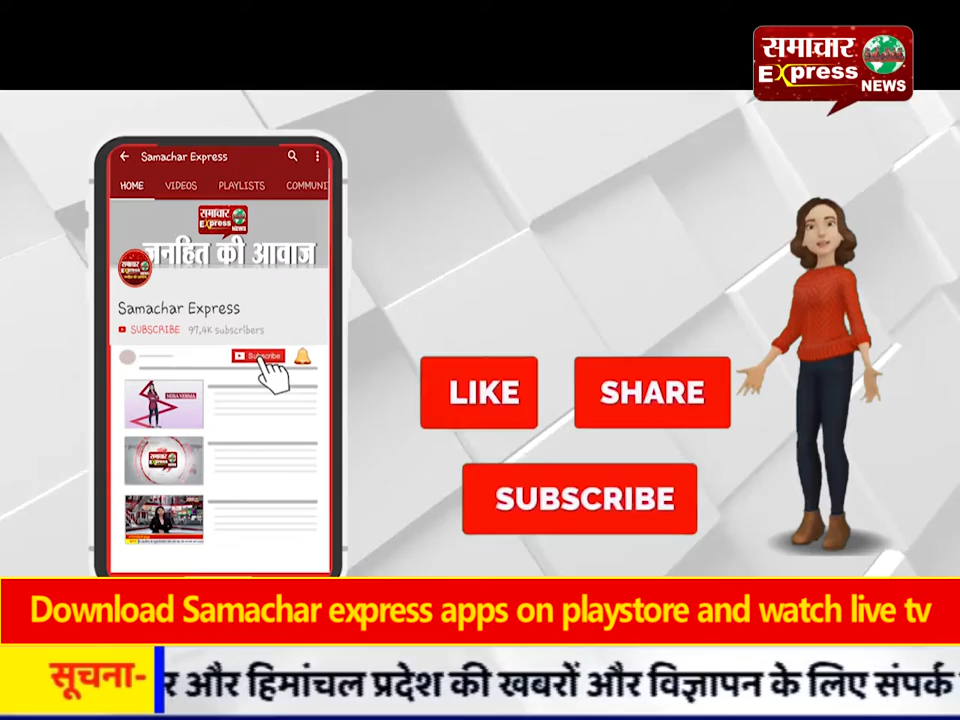 समाचार
Express
NEWS
Samachar Express
HOME VIDEOS PLAYLISTS COMMUNI
समाचार
Express
NEWS
जनहित की आवाज
Samachar Express
SUBSCRIBE 97.4K subscribers
Subscribe
LIKE SHARE
SUBSCRIBE
Download Samachar express apps on playstore and watch live tv
सूचना- र और हिमांचल प्रदेश की खबरों और विज्ञापन के लिए संपर्क